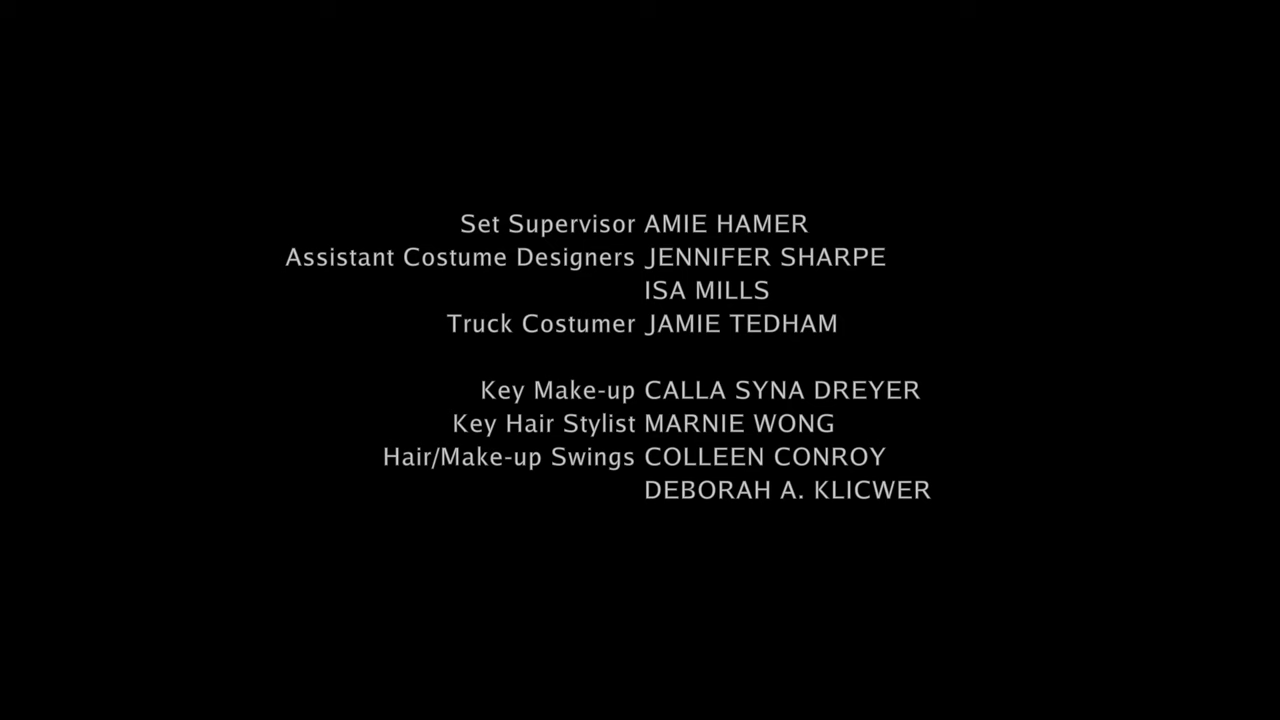 Set Supervisor AMIE HAMER
Assistant Costume Designers JENNIFER SHARPE
ISA MILLS
Truck Costumer JAMIE TEDHAM
Key Make-up CALLA SYNA DREYER
Key Hair Stylist MARNIE WONG
Hair/Make-up Swings COLLEEN CONROY
DEBORAH A. KLICWER